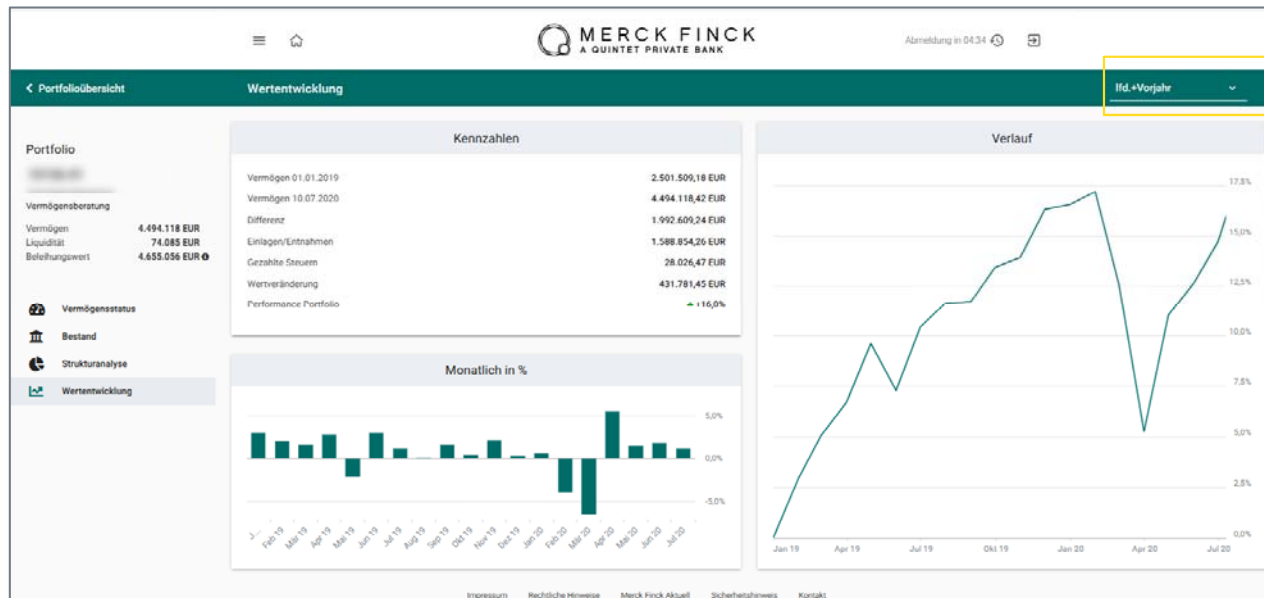 MERCK FINCK
A QUINTET PRIVATE BANK
Abmeldung in 04:34
Portfolioübersicht
Wertentwicklung
lfd.+Vorjahr
Portfolio
Vermögensberatung
Vermögen 4.494.118 EUR
Liquidität 74.085 EUR
Beleihungswert 4.655.056 EUR
Vermögensstatus
Bestand
Strukturanalyse
Wertentwicklung
Kennzahlen
Vermögen 01.01.2019 2.501.509,18 EUR
Vermögen 10.07.2020 4.494.118,42 EUR
Differenz 1.992.609,24 EUR
Einlagen/Entnahmen 1.588.854,26 EUR
Gezahlte Steuern 28.026,47 EUR
Wertveränderung 431.781,45 EUR
Performance Portfolio +16,0%
Monatlich in %
5,0%
0,0%
-5,0%
J... Feb 19 Mär 19 Apr 19 Mai 19 Jun 19 Jul 19 Aug 19 Sep 19 Okt 19 Nov 19 Dez 19 Jan 20 Feb 20 Mär 20 Apr 20 Mai 20 Jun 20 Jul 20
Verlauf
17,5%
15,0%
12,5%
10,0%
7,5%
5,0%
2,5%
0,0%
Jan 19 Apr 19 Jul 19 Okt 19 Jan 20 Apr 20 Jul 20
Impressum Rechtliche Hinweise Merck Finck Aktuell Sicherheitshinweis Kontakt